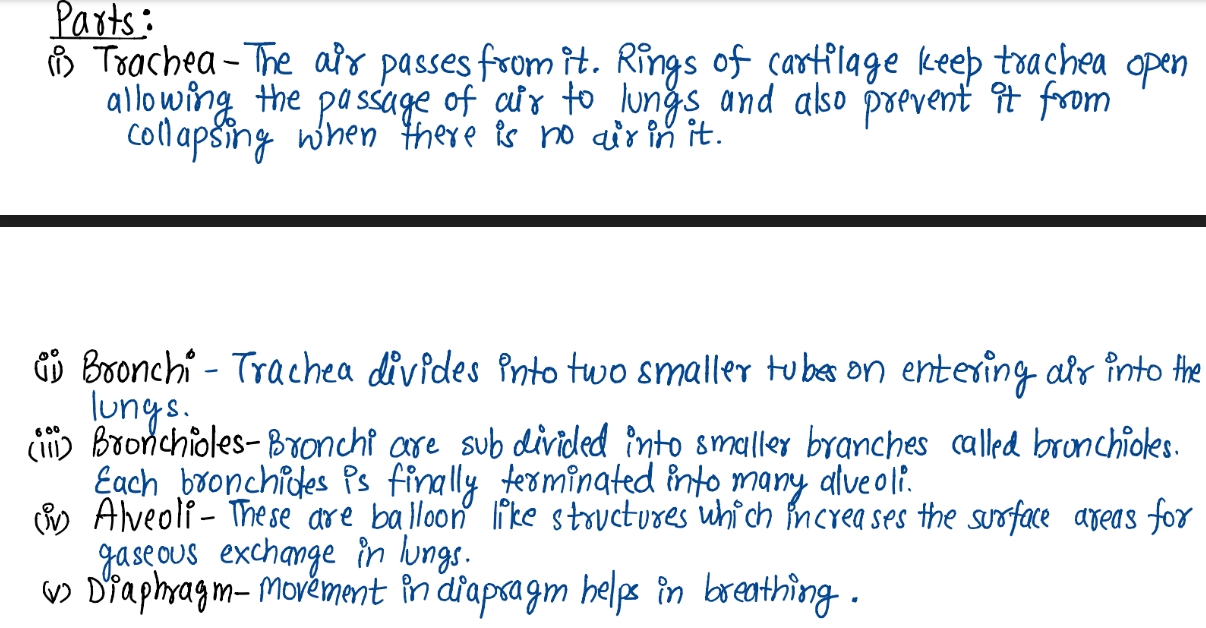 Parts:
(i) Trachea - The air passes from it. Rings of cartilage keep trachea open
allowing the passage of air to lungs and also prevent it from
collapsing when there is no air in it.
(ii) Bronchi - Trachea divides into two smaller tubes on entering air into the
lungs.
(iii) Bronchioles - Bronchi are sub divided into smaller branches called bronchioles.
Each bronchioles is finally terminated into many alveoli.
(iv) Alveoli - These are balloon like structures which increases the surface areas for
gaseous exchange in lungs.
(v) Diaphragm - Movement in diapragm helps in breathing.